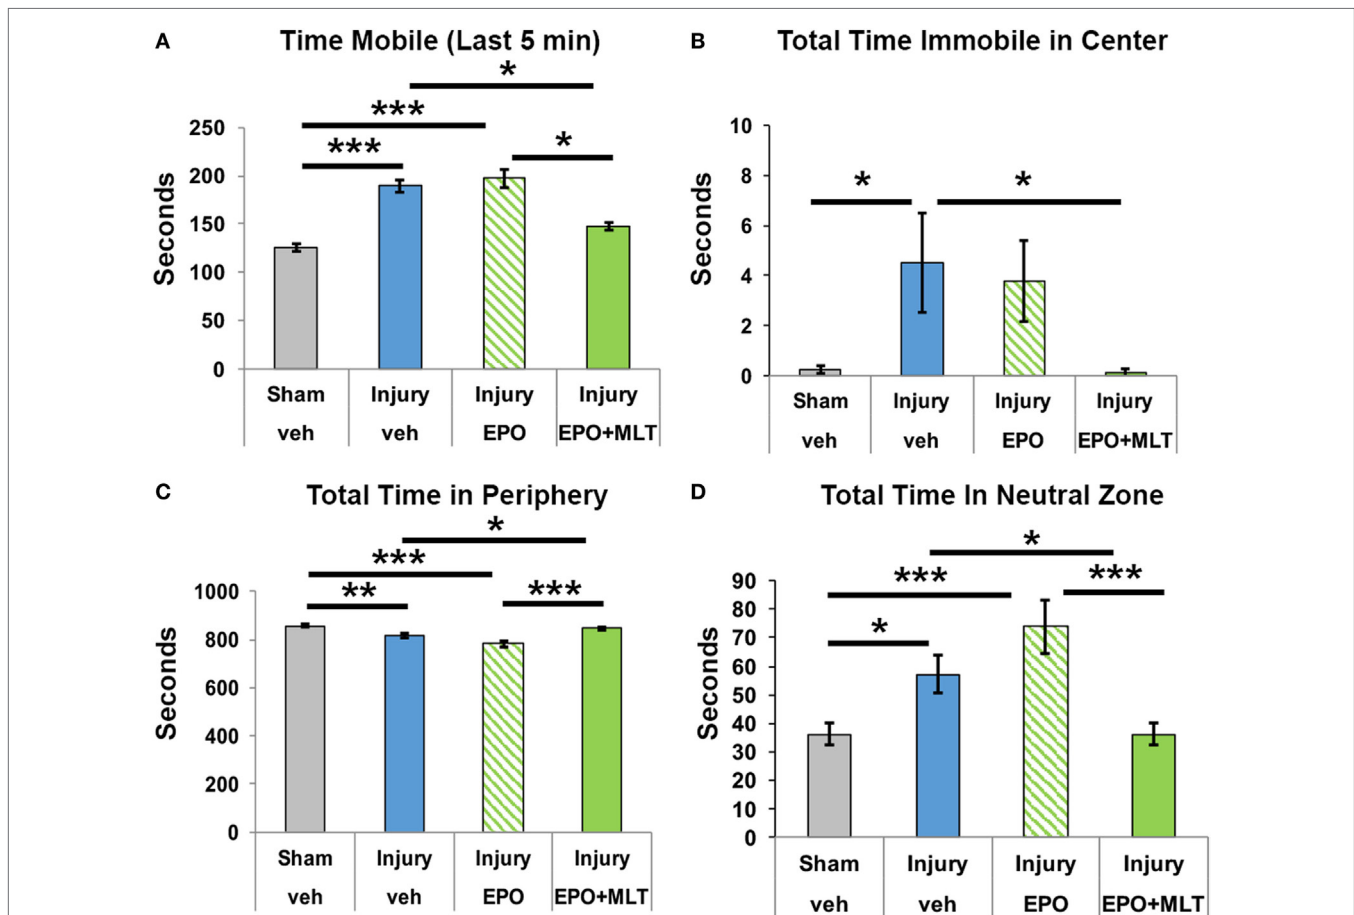 A
Time Mobile (Last 5 min)
*
***
***
*
250
200
150
100
50
0
Seconds
Sham Injury Injury Injury
veh veh EPO EPO+MLT
B
Total Time Immobile in Center
*
*
10
8
6
4
2
0
Seconds
Sham Injury Injury Injury
veh veh EPO EPO+MLT
C
Total Time in Periphery
*
***
**
***
1000
800
600
400
200
0
Seconds
Sham Injury Injury Injury
veh veh EPO EPO+MLT
D
Total Time In Neutral Zone
*
***
***
*
90
80
70
60
50
40
30
20
10
0
Seconds
Sham Injury Injury Injury
veh veh EPO EPO+MLT